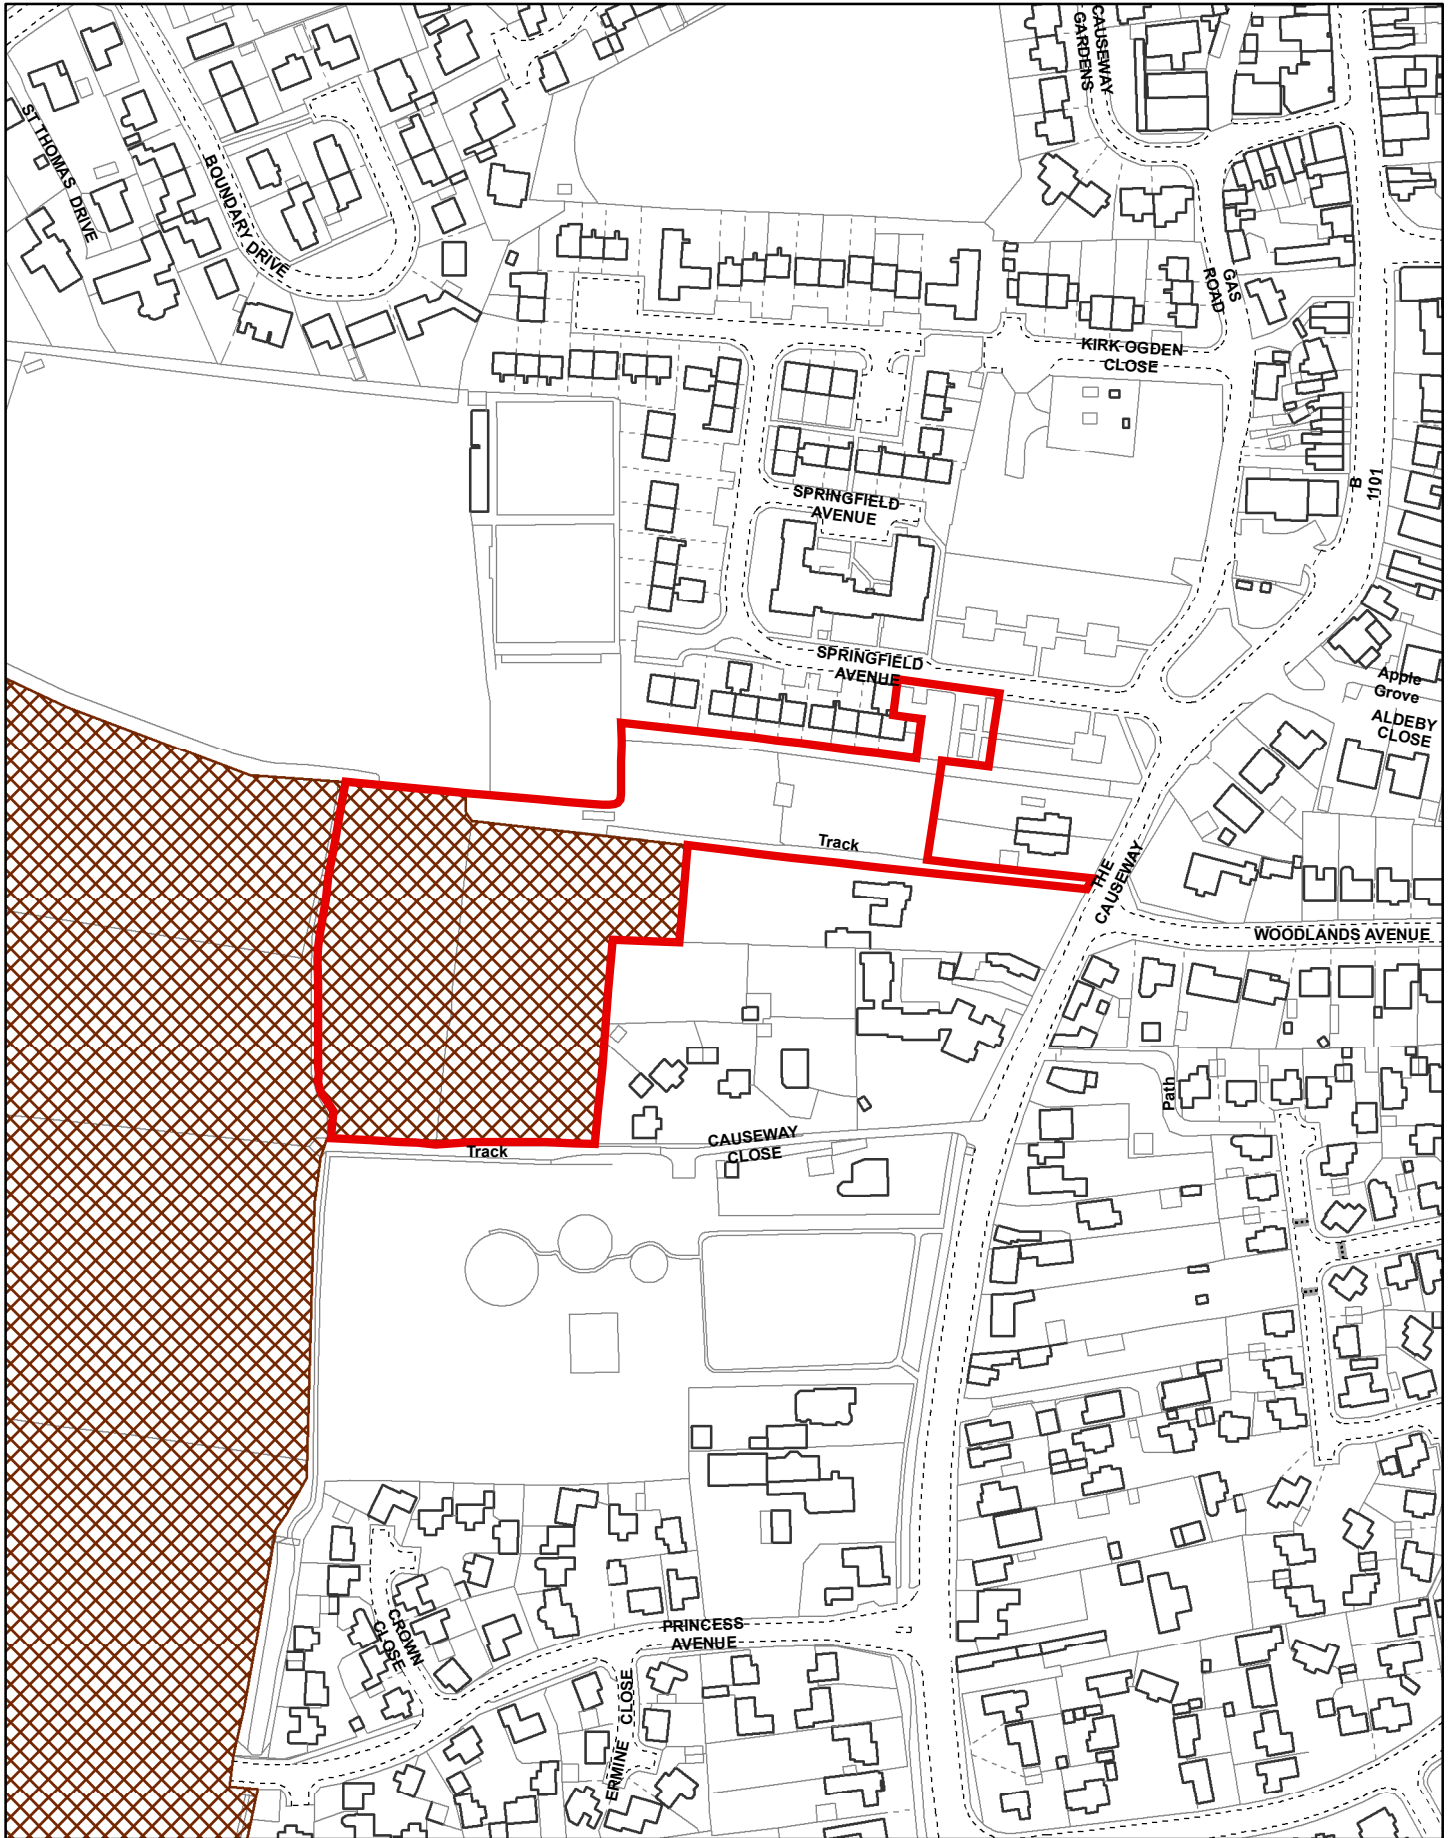 CAUSEWAY
GARDENS
ST THOMAS DRIVE
BOUNDARY DRIVE
GAS
ROAD
KIRK OGDEN
CLOSE
B
1101
SPRINGFIELD
AVENUE
SPRINGFIELD
AVENUE
Apple
Grove
ALDEBY
CLOSE
Track
THE
CAUSEWAY
WOODLANDS AVENUE
Path
CAUSEWAY
CLOSE
Track
CROWN
CLOSE
PRINCESS
AVENUE
ERMINE CLOSE